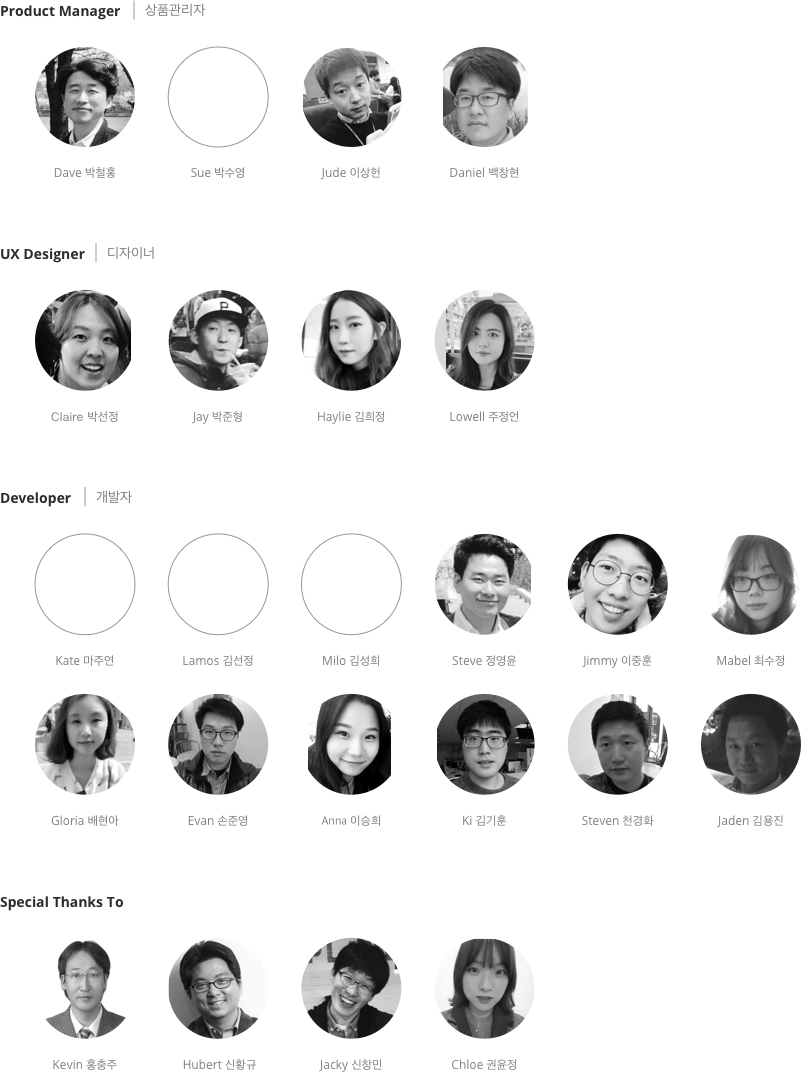 Product Manager | 상품관리자
Dave 박철홍
Sue 박수영
Jude 이상헌
Daniel 백창현
UX Designer | 디자이너
Claire 박선정
Jay 박준형
Haylie 김희정
Lowell 주정언
Developer | 개발자
Kate 마주연
Lamos 김선정
Milo 김성희
Steve 정영윤
Jimmy 이중훈
Mabel 최수정
Gloria 배현아
Evan 손준영
Anna 이승희
Ki 김기훈
Steven 천경화
Jaden 김용진
Special Thanks To
Kevin 홍충주
Hubert 신황규
Jacky 신창민
Chloe 권윤정